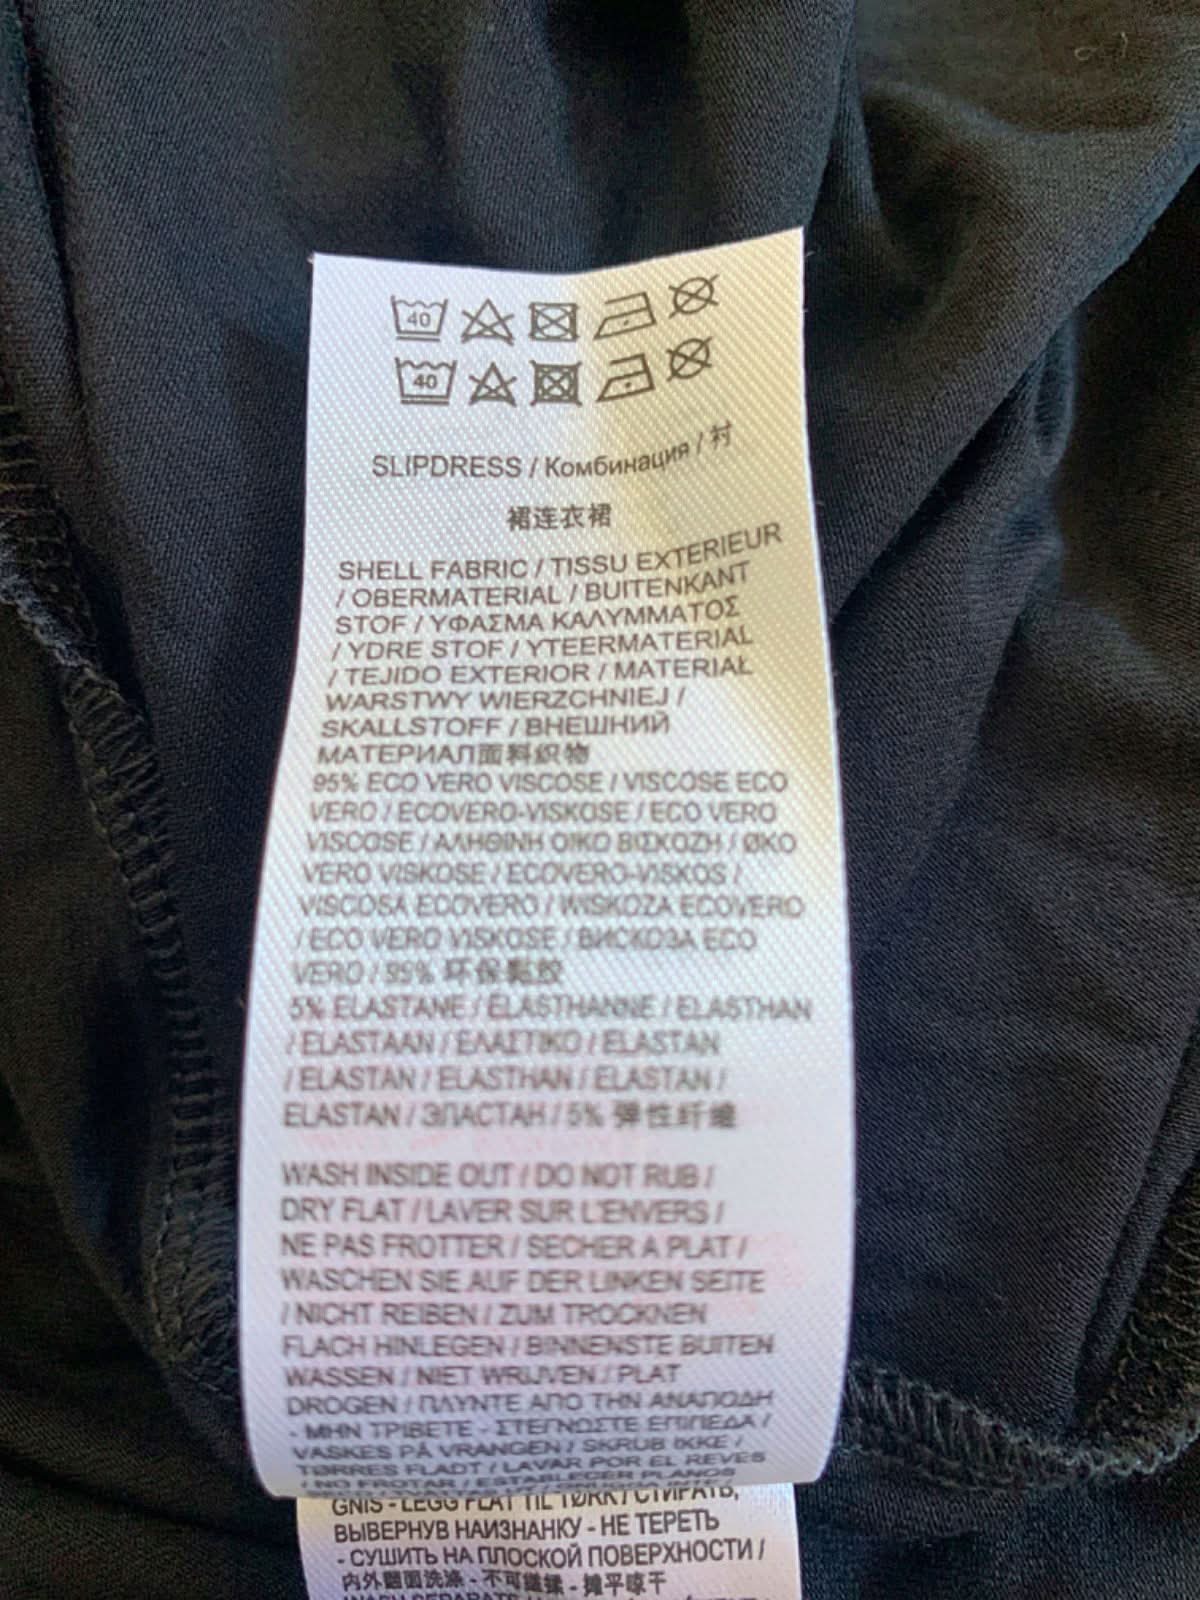 40
40
SLIPDRESS / Комбинация / 衬
裙连衣裙
SHELL FABRIC / TISSU EXTERIEUR
/ OBERMATERIAL / BUITENKANT
STOF / ΥΦΑΣΜΑ ΚΑΛΥΜΜΑΤΟΣ
/ YDRE STOF / YTEERMATERIAL
/ TEJIDO EXTERIOR / MATERIAŁ
WARSTWY WIERZCHNIEJ /
SKALLSTOFF / ВНЕШНИЙ
МАТЕРИАЛ面料织物
95% ECO VERO VISCOSE / VISCOSE ECO
VERO / ECOVERO-VISKOSE / ECO VERO
VISCOSE / ΑΛΗΘΙΝΗ ΟΙΚΟ ΒΙΣΚΟΖΗ / ØKO
VERO VISKOSE / ECOVERO-VISKOS /
VISCOSA ECOVERO / WISKOZA ECOVERO
/ ECO VERO VISKOSE / ВИСКОЗА ECO
VERO / 95% 环保黏胶
5% ELASTANE / ELASTHANNE / ELASTHAN
/ ELASTAAN / ΕΛΑΣΤΙΚΟ / ELASTAN
/ ELASTAN / ELASTHAN / ELASTAN /
ELASTAN / ЭЛАСТАН / 5% 弹性纤维
WASH INSIDE OUT / DO NOT RUB /
DRY FLAT / LAVER SUR L'ENVERS /
NE PAS FROTTER / SECHER A PLAT /
WASCHEN SIE AUF DER LINKEN SEITE
/ NICHT REIBEN / ZUM TROCKNEN
FLACH HINLEGEN / BINNENSTE BUITEN
WASSEN / NIET WRIJVEN / PLAT
DROGEN / ΠΛΥΝΤΕ ΑΠΟ ΤΗΝ ΑΝΑΠΟΔΗ
- ΜΗΝ ΤΡΙΒΕΤΕ - ΣΤΕΓΝΩΣΤΕ ΕΠΙΠΕΔΑ /
VASKES PÅ VRANGEN / SKRUB IKKE /
TØRRES FLADT / LAVAR POR EL REVES
/ NO FROTAR / ESTABLECER PLANOS
GNIS - LEGG FLAT TIL TØRK / СТИРАТЬ,
ВЫВЕРНУВ НАИЗНАНКУ - НЕ ТЕРЕТЬ
- СУШИТЬ НА ПЛОСКОЙ ПОВЕРХНОСТИ /
内外翻面洗涤 - 不可搓揉 - 摊平晾干
WASH SEPARATE